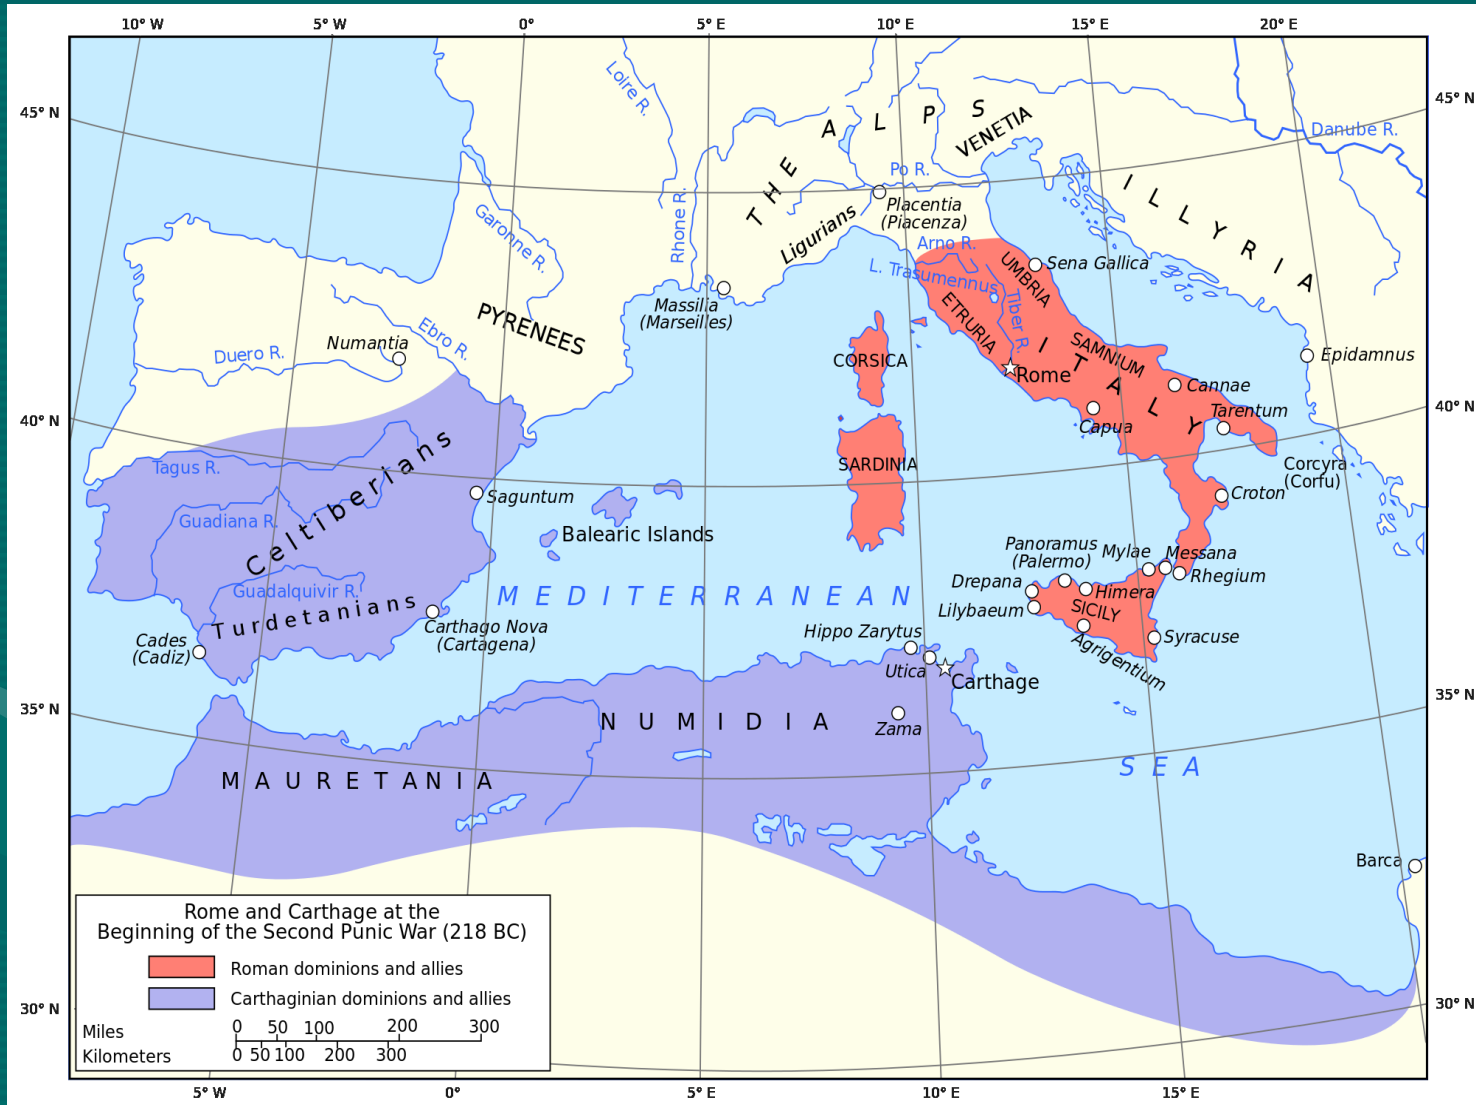 10° W
5° W
0°
5° E
10° E
15° E
20° E
45° N
45° N
Loire R.
THE ALPS
VENETIA
Danube R.
Po R.
ILLYRIA
Garonne R.
Rhone R.
Ligurians
Placentia
(Piacenza)
Arno R.
L. Trasumennus
UMBRIA
Sena Gallica
Massilia
(Marseilles)
PYRENEES
ETRURIA
Tiber R.
Ebro R.
Numantia
Duero R.
CORSICA
ITALY
SAMNIUM
Rome
Epidamnus
Cannae
Tarentum
Capua
40° N
40° N
Celtiberians
Tagus R.
SARDINIA
Corcyra
(Corfu)
Saguntum
Croton
Guadiana R.
Balearic Islands
Panoramus
(Palermo)
Mylae
Messana
Rhegium
Drepana
Himera
Guadalquivir R.
MEDITERRANEAN
Lilybaeum
SICILY
Turdetanians
Carthago Nova
(Cartagena)
Hippo Zarytus
Syracuse
Cades
(Cadiz)
Agrigentium
Utica
Carthage
35° N
35° N
NUMIDIA
Zama
SEA
MAURETANIA
Barca
Rome and Carthage at the
Beginning of the Second Punic War (218 BC)
Roman dominions and allies
Carthaginian dominions and allies
30° N
30° N
Miles
0 50 100 200 300
Kilometers
0 50 100 200 300
5° W
0°
5° E
10° E
15° E